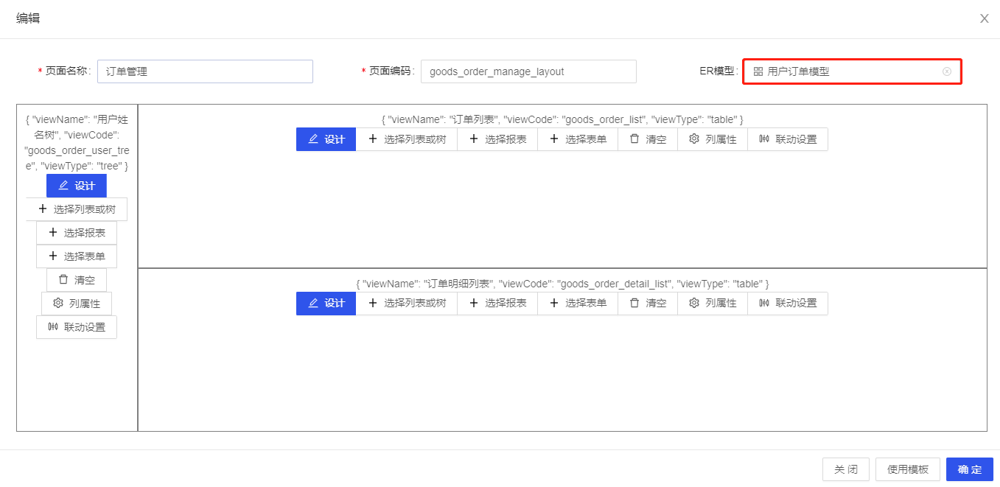 编辑
* 页面名称: 订单管理 * 页面编码: goods_order_manage_layout ER模型: 用户订单模型
{ "viewName": "用户姓
名树", "viewCode":
"goods_order_user_tre
e", "viewType": "tree" }
设计
选择列表或树
选择报表
选择表单
清空
列属性
联动设置
{ "viewName": "订单列表", "viewCode": "goods_order_list", "viewType": "table" }
设计 选择列表或树 选择报表 选择表单 清空 列属性 联动设置
{ "viewName": "订单明细列表", "viewCode": "goods_order_detail_list", "viewType": "table" }
设计 选择列表或树 选择报表 选择表单 清空 列属性 联动设置
关 闭 使用模板 确 定